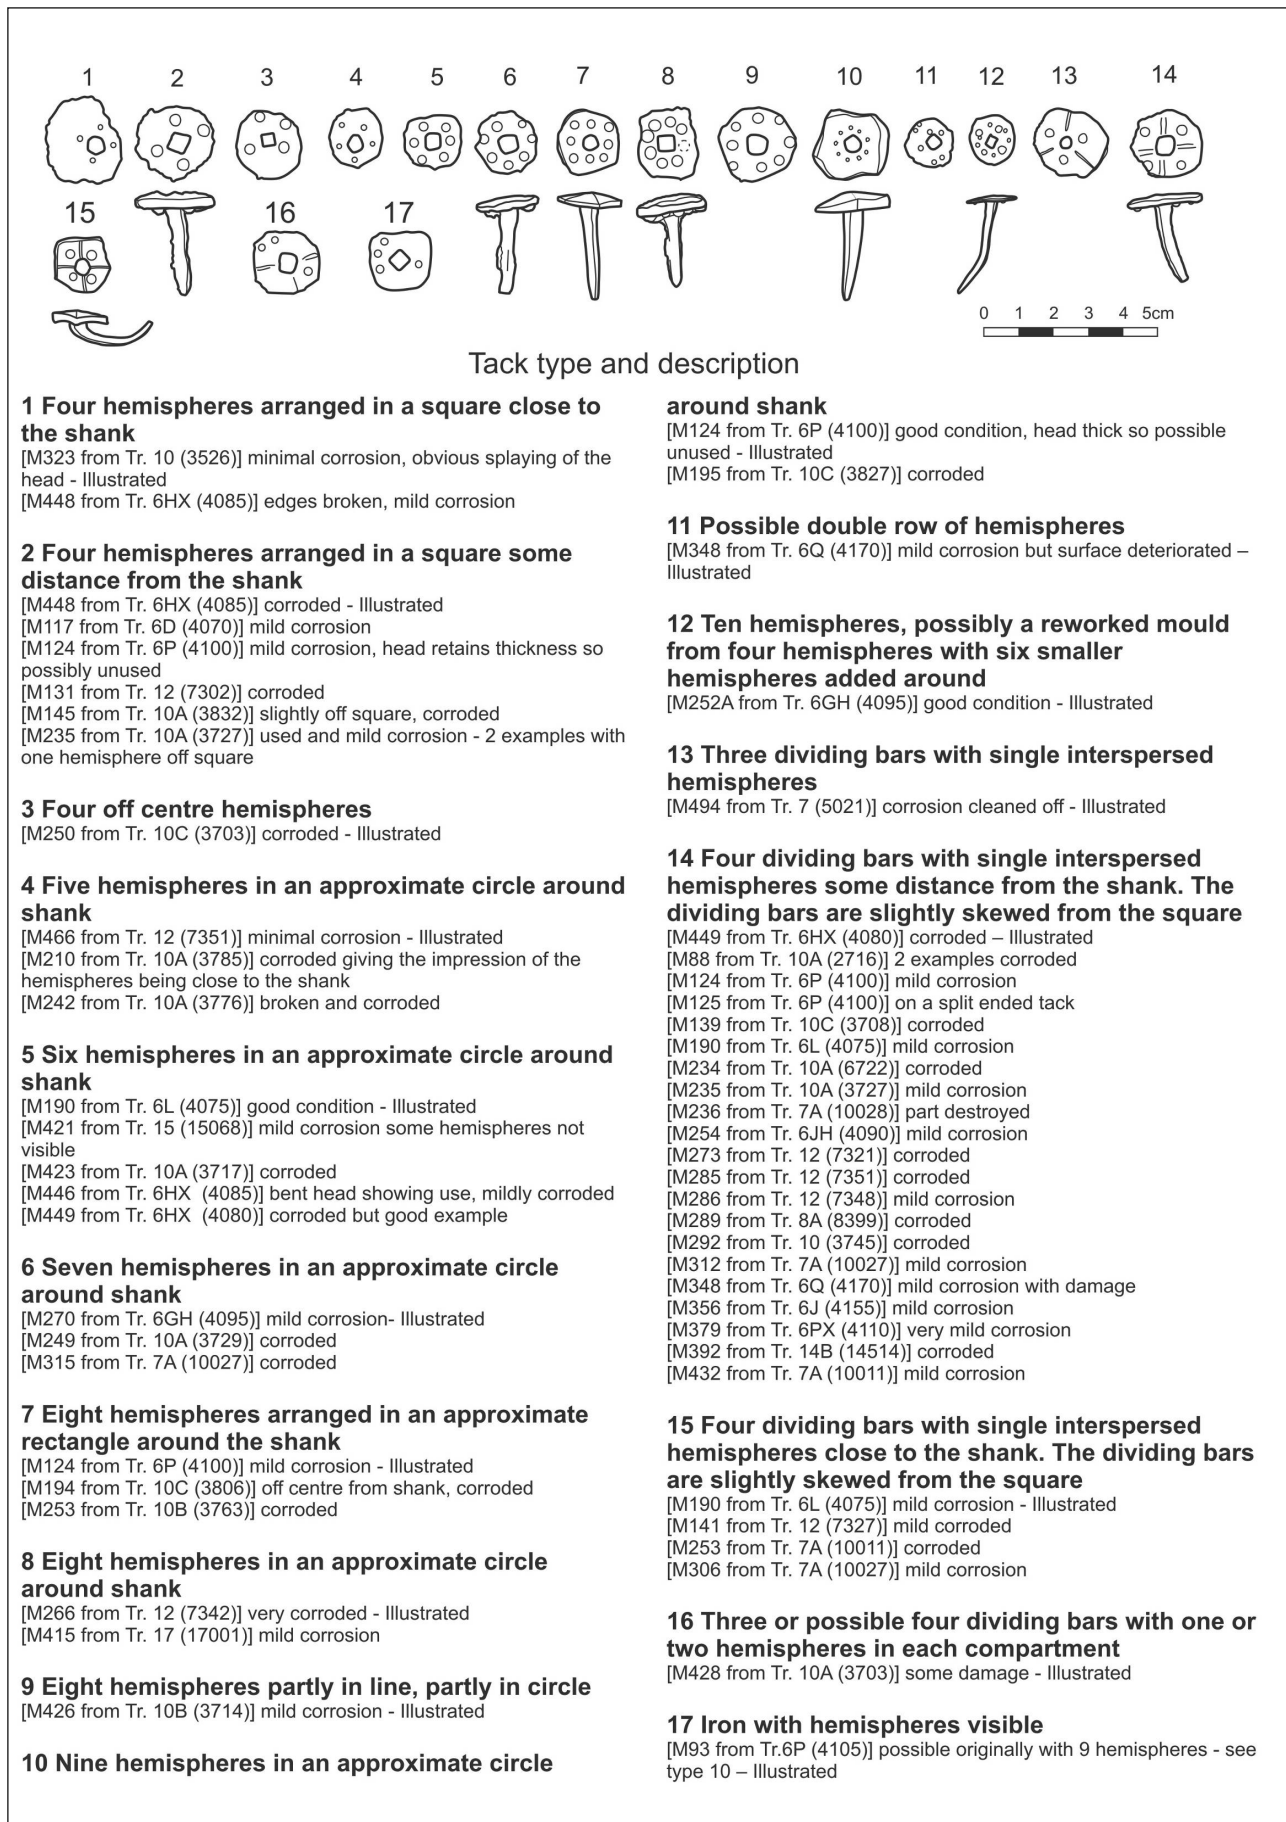 1 2 3 4 5 6 7 8 9 10 11 12 13 14
15 16 17
0 1 2 3 4 5cm
Tack type and description
1 Four hemispheres arranged in a square close to
the shank
[M323 from Tr. 10 (3526)] minimal corrosion, obvious splaying of the
head - Illustrated
[M448 from Tr. 6HX (4085)] edges broken, mild corrosion
2 Four hemispheres arranged in a square some
distance from the shank
[M448 from Tr. 6HX (4085)] corroded - Illustrated
[M117 from Tr. 6D (4070)] mild corrosion
[M124 from Tr. 6P (4100)] mild corrosion, head retains thickness so
possibly unused
[M131 from Tr. 12 (7302)] corroded
[M145 from Tr. 10A (3832)] slightly off square, corroded
[M235 from Tr. 10A (3727)] used and mild corrosion - 2 examples with
one hemisphere off square
3 Four off centre hemispheres
[M250 from Tr. 10C (3703)] corroded - Illustrated
4 Five hemispheres in an approximate circle around
shank
[M466 from Tr. 12 (7351)] minimal corrosion - Illustrated
[M210 from Tr. 10A (3785)] corroded giving the impression of the
hemispheres being close to the shank
[M242 from Tr. 10A (3776)] broken and corroded
5 Six hemispheres in an approximate circle around
shank
[M190 from Tr. 6L (4075)] good condition - Illustrated
[M421 from Tr. 15 (15068)] mild corrosion some hemispheres not
visible
[M423 from Tr. 10A (3717)] corroded
[M446 from Tr. 6HX (4085)] bent head showing use, mildly corroded
[M449 from Tr. 6HX (4080)] corroded but good example
6 Seven hemispheres in an approximate circle
around shank
[M270 from Tr. 6GH (4095)] mild corrosion- Illustrated
[M249 from Tr. 10A (3729)] corroded
[M315 from Tr. 7A (10027)] corroded
7 Eight hemispheres arranged in an approximate
rectangle around the shank
[M124 from Tr. 6P (4100)] mild corrosion - Illustrated
[M194 from Tr. 10C (3806)] off centre from shank, corroded
[M253 from Tr. 10B (3763)] corroded
8 Eight hemispheres in an approximate circle
around shank
[M266 from Tr. 12 (7342)] very corroded - Illustrated
[M415 from Tr. 17 (17001)] mild corrosion
9 Eight hemispheres partly in line, partly in circle
[M426 from Tr. 10B (3714)] mild corrosion - Illustrated
10 Nine hemispheres in an approximate circle
around shank
[M124 from Tr. 6P (4100)] good condition, head thick so possible
unused - Illustrated
[M195 from Tr. 10C (3827)] corroded
11 Possible double row of hemispheres
[M348 from Tr. 6Q (4170)] mild corrosion but surface deteriorated –
Illustrated
12 Ten hemispheres, possibly a reworked mould
from four hemispheres with six smaller
hemispheres added around
[M252A from Tr. 6GH (4095)] good condition - Illustrated
13 Three dividing bars with single interspersed
hemispheres
[M494 from Tr. 7 (5021)] corrosion cleaned off - Illustrated
14 Four dividing bars with single interspersed
hemispheres some distance from the shank. The
dividing bars are slightly skewed from the square
[M449 from Tr. 6HX (4080)] corroded – Illustrated
[M88 from Tr. 10A (2716)] 2 examples corroded
[M124 from Tr. 6P (4100)] mild corrosion
[M125 from Tr. 6P (4100)] on a split ended tack
[M139 from Tr. 10C (3708)] corroded
[M190 from Tr. 6L (4075)] mild corrosion
[M234 from Tr. 10A (6722)] corroded
[M235 from Tr. 10A (3727)] mild corrosion
[M236 from Tr. 7A (10028)] part destroyed
[M254 from Tr. 6JH (4090)] mild corrosion
[M273 from Tr. 12 (7321)] corroded
[M285 from Tr. 12 (7351)] corroded
[M286 from Tr. 12 (7348)] mild corrosion
[M289 from Tr. 8A (8399)] corroded
[M292 from Tr. 10 (3745)] corroded
[M312 from Tr. 7A (10027)] mild corrosion
[M348 from Tr. 6Q (4170)] mild corrosion with damage
[M356 from Tr. 6J (4155)] mild corrosion
[M379 from Tr. 6PX (4110)] very mild corrosion
[M392 from Tr. 14B (14514)] corroded
[M432 from Tr. 7A (10011)] mild corrosion
15 Four dividing bars with single interspersed
hemispheres close to the shank. The dividing bars
are slightly skewed from the square
[M190 from Tr. 6L (4075)] mild corrosion - Illustrated
[M141 from Tr. 12 (7327)] mild corroded
[M253 from Tr. 7A (10011)] corroded
[M306 from Tr. 7A (10027)] mild corrosion
16 Three or possible four dividing bars with one or
two hemispheres in each compartment
[M428 from Tr. 10A (3703)] some damage - Illustrated
17 Iron with hemispheres visible
[M93 from Tr.6P (4105)] possible originally with 9 hemispheres - see
type 10 – Illustrated